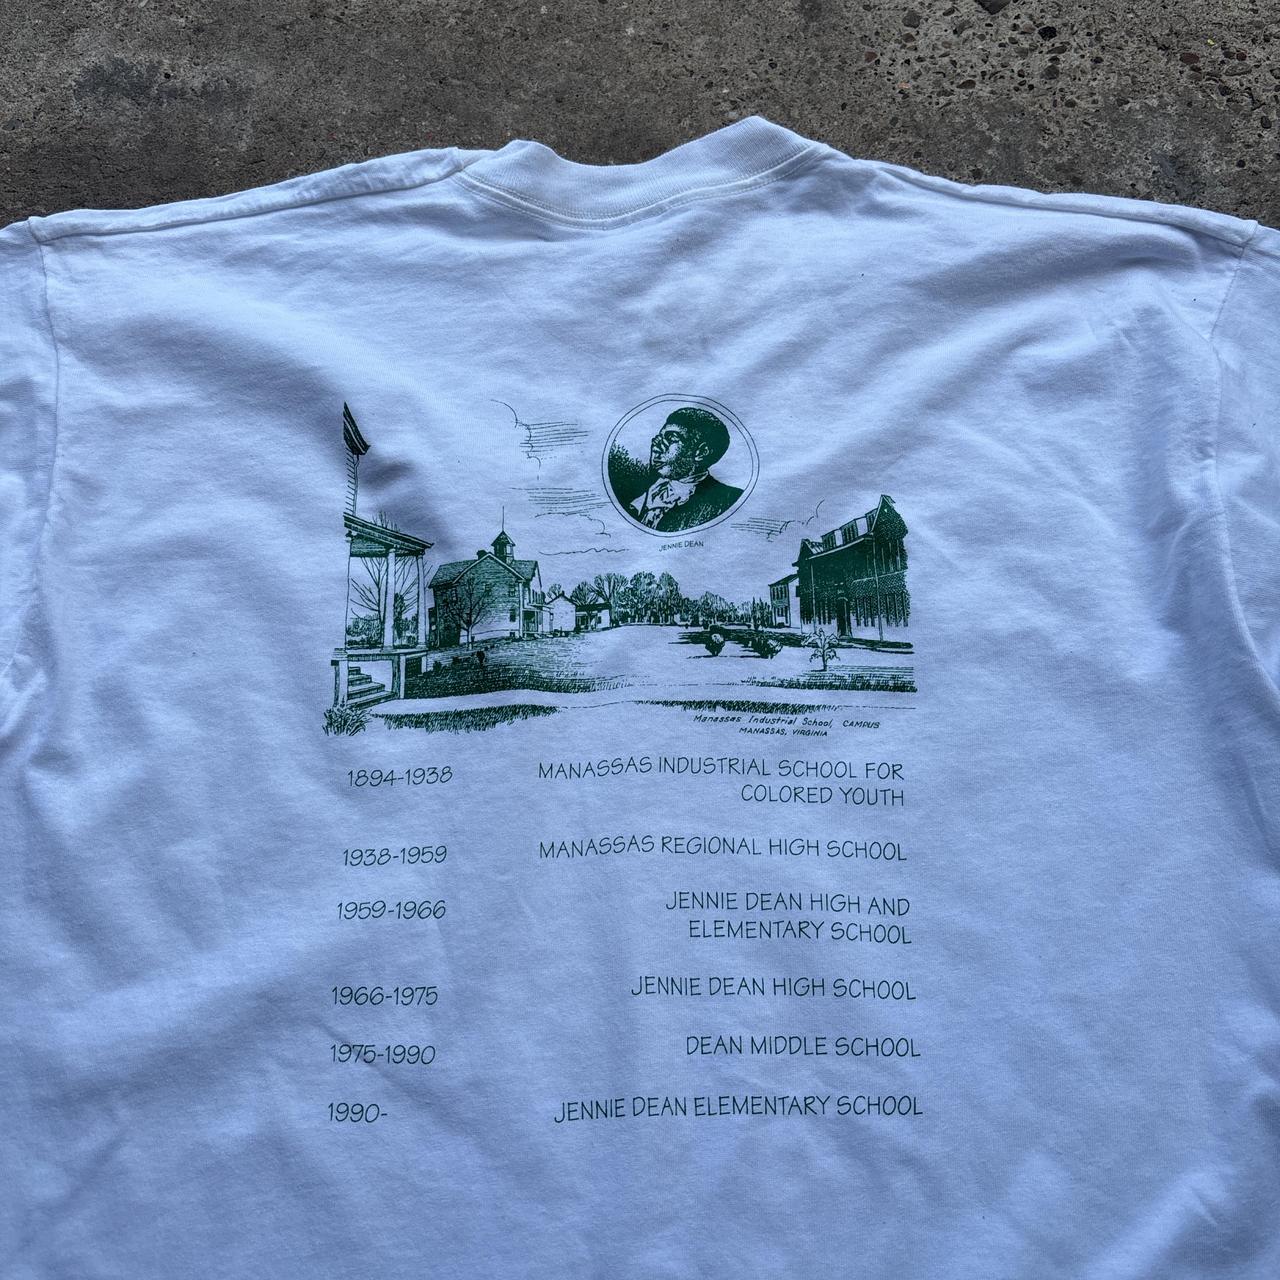 JENNIE DEAN
Manassas Industrial School, CAMPUS
MANASSAS, VIRGINIA
1894-1938 MANASSAS INDUSTRIAL SCHOOL FOR
COLORED YOUTH
1938-1959 MANASSAS REGIONAL HIGH SCHOOL
1959-1966 JENNIE DEAN HIGH AND
ELEMENTARY SCHOOL
1966-1975 JENNIE DEAN HIGH SCHOOL
1975-1990 DEAN MIDDLE SCHOOL
1990- JENNIE DEAN ELEMENTARY SCHOOL